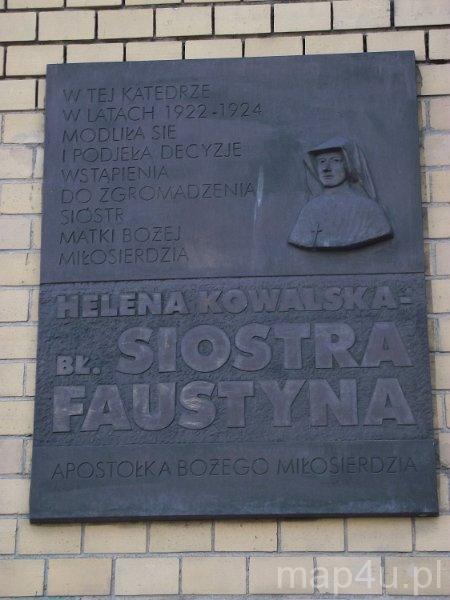 W TEJ KATEDRZE
W LATACH 1922-1924
MODLIŁA SIĘ
I PODJĘŁA DECYZJĘ
WSTĄPIENIA
DO ZGROMADZENIA
SIÓSTR
MATKI BOŻEJ
MIŁOSIERDZIA
HELENA KOWALSKA-
BŁ. SIOSTRA
FAUSTYNA
APOSTOŁKA BOŻEGO MIŁOSIERDZIA
map4u.pl